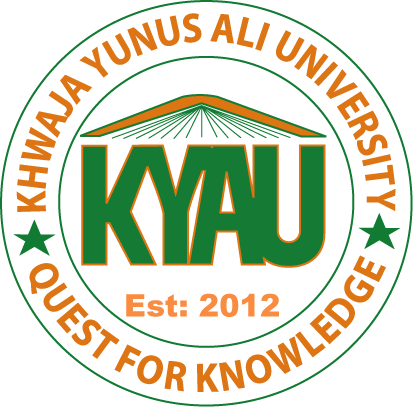 KHWAJA YUNUS ALI UNIVERSITY
KYAU
Est: 2012
QUEST FOR KNOWLEDGE